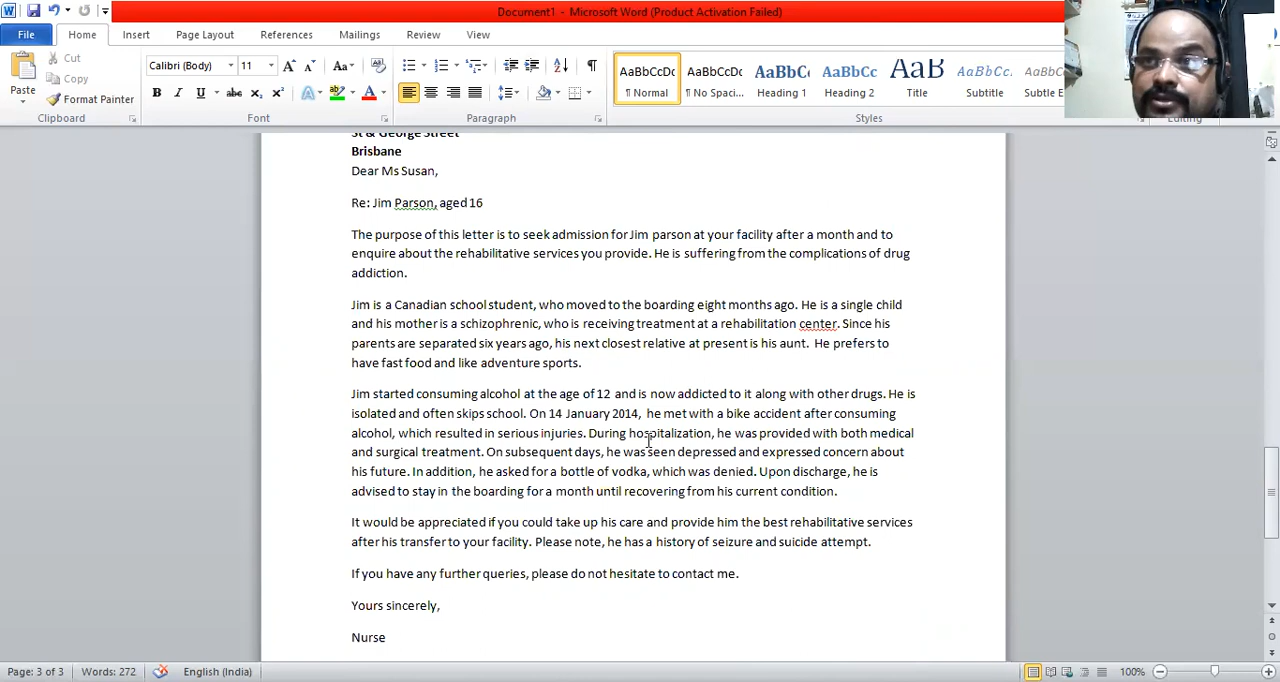 Document1 - Microsoft Word (Product Activation Failed)
File Home Insert Page Layout References Mailings Review View
Paste
Cut
Copy
Format Painter
Clipboard
Calibri (Body) 11
Font
Paragraph
AaBbCcDc AaBbCcDc AaBbCc AaBbCc AaB AaBbCc. AaBbCc
¶ Normal ¶ No Spaci... Heading 1 Heading 2 Title Subtitle Subtle E
Styles
Editing
St & George Street
Brisbane
Dear Ms Susan,
Re: Jim Parson, aged 16
The purpose of this letter is to seek admission for Jim parson at your facility after a month and to
enquire about the rehabilitative services you provide. He is suffering from the complications of drug
addiction.
Jim is a Canadian school student, who moved to the boarding eight months ago. He is a single child
and his mother is a schizophrenic, who is receiving treatment at a rehabilitation center. Since his
parents are separated six years ago, his next closest relative at present is his aunt. He prefers to
have fast food and like adventure sports.
Jim started consuming alcohol at the age of 12 and is now addicted to it along with other drugs. He is
isolated and often skips school. On 14 January 2014, he met with a bike accident after consuming
alcohol, which resulted in serious injuries. During hospitalization, he was provided with both medical
and surgical treatment. On subsequent days, he was seen depressed and expressed concern about
his future. In addition, he asked for a bottle of vodka, which was denied. Upon discharge, he is
advised to stay in the boarding for a month until recovering from his current condition.
It would be appreciated if you could take up his care and provide him the best rehabilitative services
after his transfer to your facility. Please note, he has a history of seizure and suicide attempt.
If you have any further queries, please do not hesitate to contact me.
Yours sincerely,
Nurse
Page: 3 of 3 Words: 272 English (India) 100%